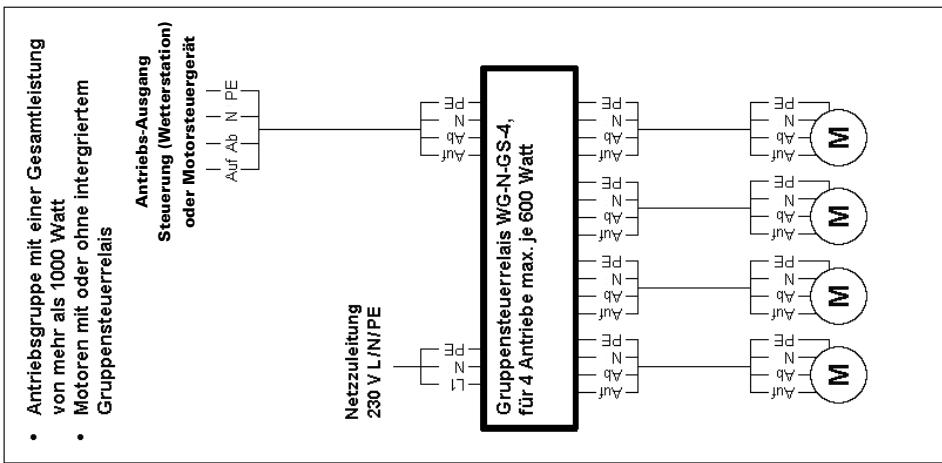 • Antriebsgruppe mit einer Gesamtleistung
von mehr als 1000 Watt
• Motoren mit oder ohne intergriertem
Gruppensteuerrelais
Antriebs-Ausgang
Steuerung (Wetterstation)
oder Motorsteuergerät
Auf Ab N PE
Netzzuleitung
230 V L/N/PE
L1 N PE
Auf Ab N PE
Gruppensteuerrelais WG-N-GS-4,
für 4 Antriebe max. je 600 Watt
Auf Ab N PE
Auf Ab N PE
Auf Ab N PE
Auf Ab N PE
Auf Ab N PE
Auf Ab N PE
Auf Ab N PE
Auf Ab N PE
M
M
M
M